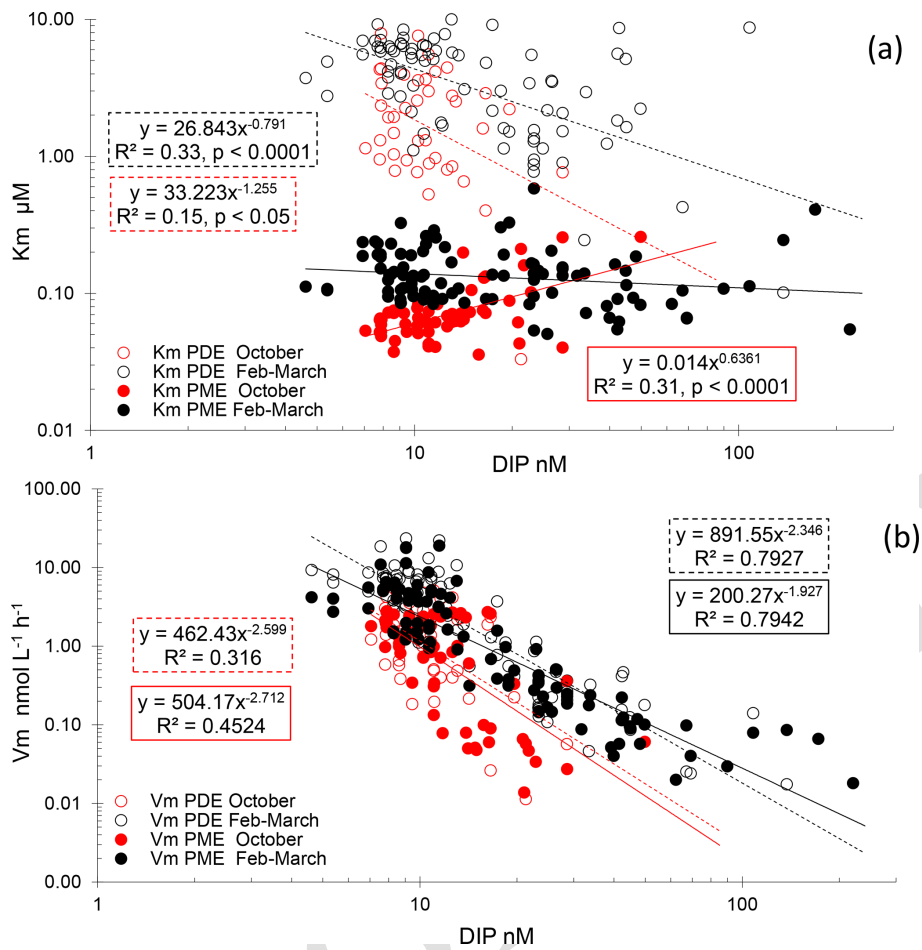 (a)
Km µM
10.00
1.00
0.10
0.01
y = 26.843x^-0.791
R² = 0.33, p < 0.0001
y = 33.223x^-1.255
R² = 0.15, p < 0.05
y = 0.014x^0.6361
R² = 0.31, p < 0.0001
Km PDE October
Km PDE Feb-March
Km PME October
Km PME Feb-March
1 10 100
DIP nM
(b)
Vm nmol L⁻¹ h⁻¹
100.00
10.00
1.00
0.10
0.01
0.00
y = 891.55x^-2.346
R² = 0.7927
y = 200.27x^-1.927
R² = 0.7942
y = 462.43x^-2.599
R² = 0.316
y = 504.17x^-2.712
R² = 0.4524
Vm PDE October
Vm PDE Feb-March
Vm PME October
Vm PME Feb-March
1 10 100
DIP nM